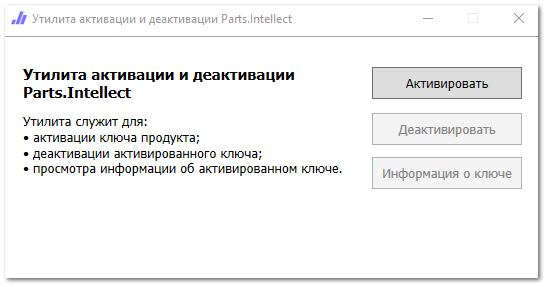 Утилита активации и деактивации Parts.Intellect
Утилита активации и деактивации
Parts.Intellect
Утилита служит для:
• активации ключа продукта;
• деактивации активированного ключа;
• просмотра информации об активированном ключе.
Активировать
Деактивировать
Информация о ключе